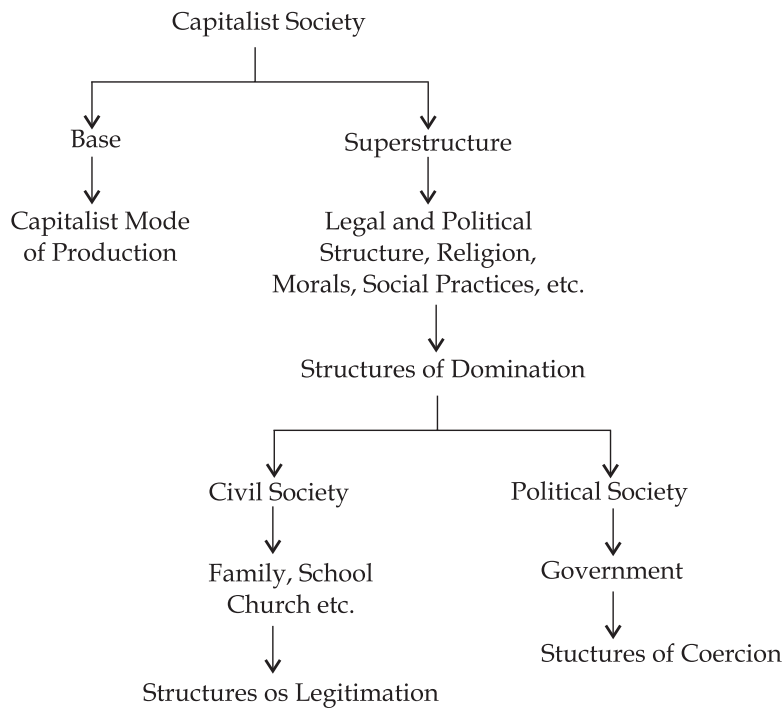 Capitalist Society
Base
Superstructure
Capitalist Mode
of Production
Legal and Political
Structure, Religion,
Morals, Social Practices, etc.
Structures of Domination
Civil Society
Political Society
Family, School
Church etc.
Government
Stuctures of Coercion
Structures os Legitimation